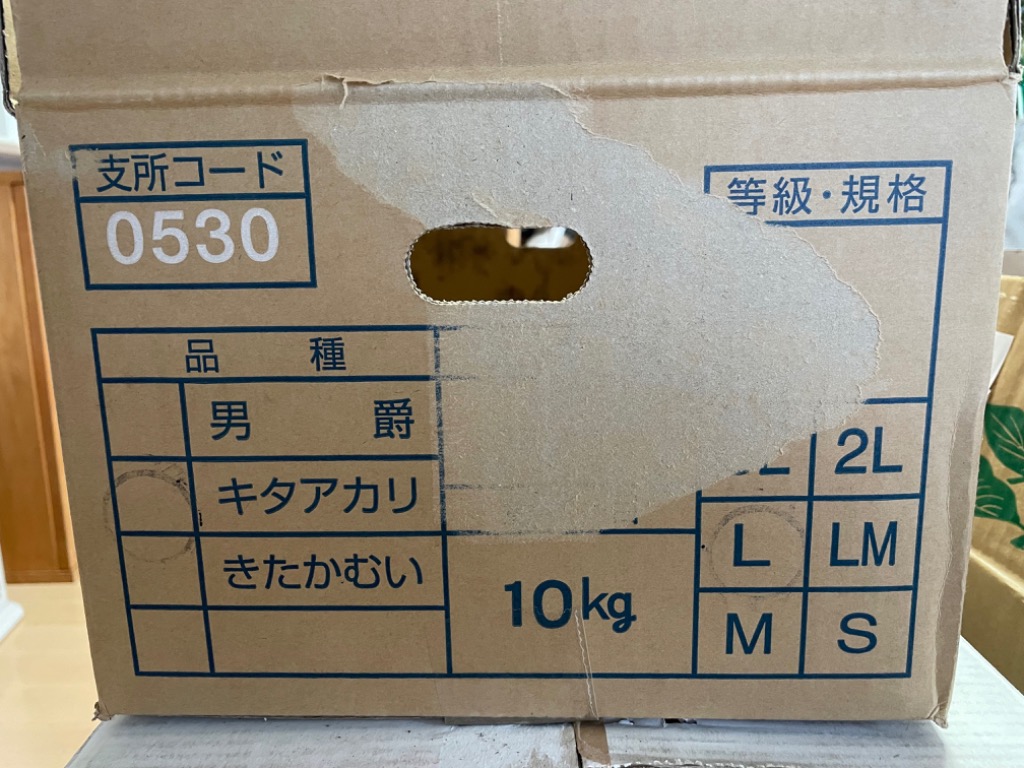 支所コード
0530
等級・規格
品種
男爵
キタアカリ
きたかむい
10kg
2L
L
LM
M
S